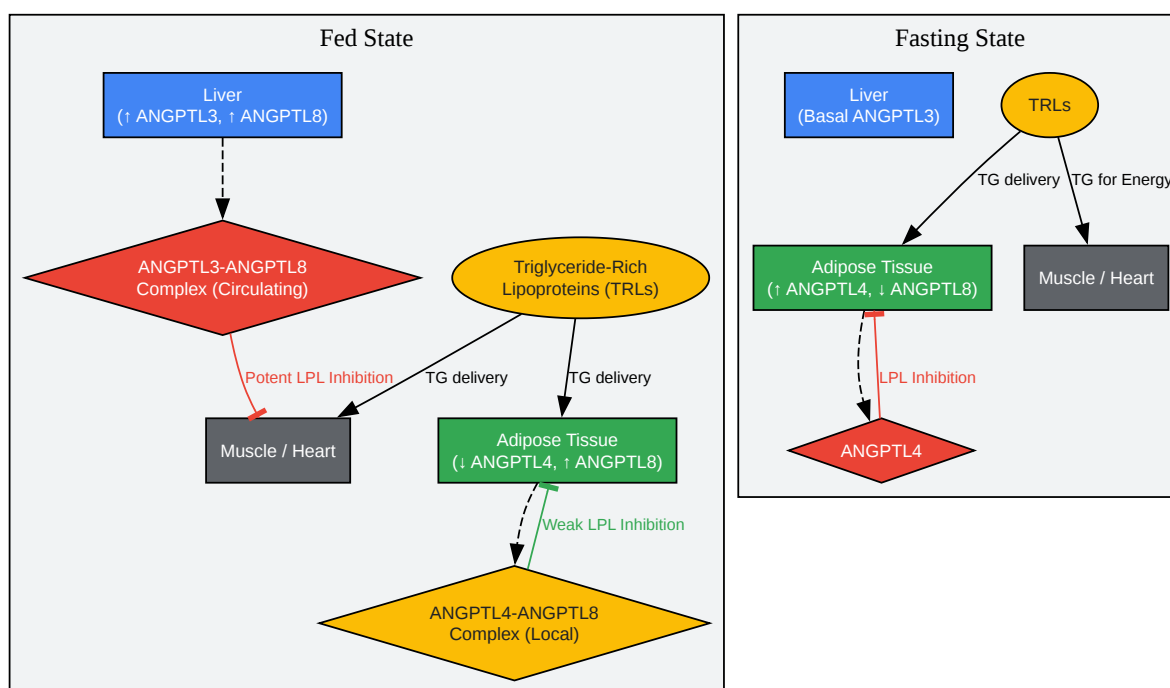 Fed State
Liver
(↑ ANGPTL3, ↑ ANGPTL8)
ANGPTL3-ANGPTL8
Complex (Circulating)
Triglyceride-Rich
Lipoproteins (TRLs)
Potent LPL Inhibition
TG delivery
TG delivery
Muscle / Heart
Adipose Tissue
(↓ ANGPTL4, ↑ ANGPTL8)
Weak LPL Inhibition
ANGPTL4-ANGPTL8
Complex (Local)
Fasting State
Liver
(Basal ANGPTL3)
TRLs
TG delivery
TG for Energy
Adipose Tissue
(↑ ANGPTL4, ↓ ANGPTL8)
Muscle / Heart
LPL Inhibition
ANGPTL4